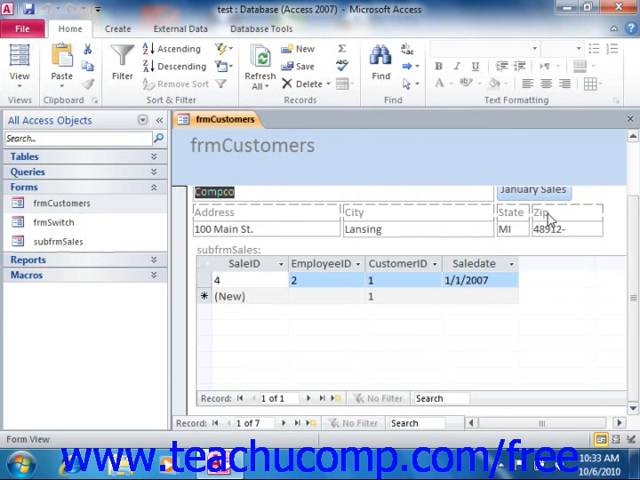 test : Database (Access 2007) - Microsoft Access
File Home Create External Data Database Tools
View Paste Filter Ascending Descending Remove Sort Refresh All New Save Delete Find
Views Clipboard Sort & Filter Records Find Text Formatting
All Access Objects
frmCustomers
Search...
frmCustomers
Tables
Queries
Forms
Compco January Sales
frmCustomers
Address City State Zip
frmSwitch
100 Main St. Lansing MI 48912-
subfrmSales
subfrmSales:
Reports
SaleID EmployeeID CustomerID Saledate
Macros
4 2 1 1/1/2007
(New) 1
Record: 1 of 1 No Filter Search
Record: 1 of 7 No Filter Search
Form View
www.teachucomp.com/free
10:33 AM
10/6/2010